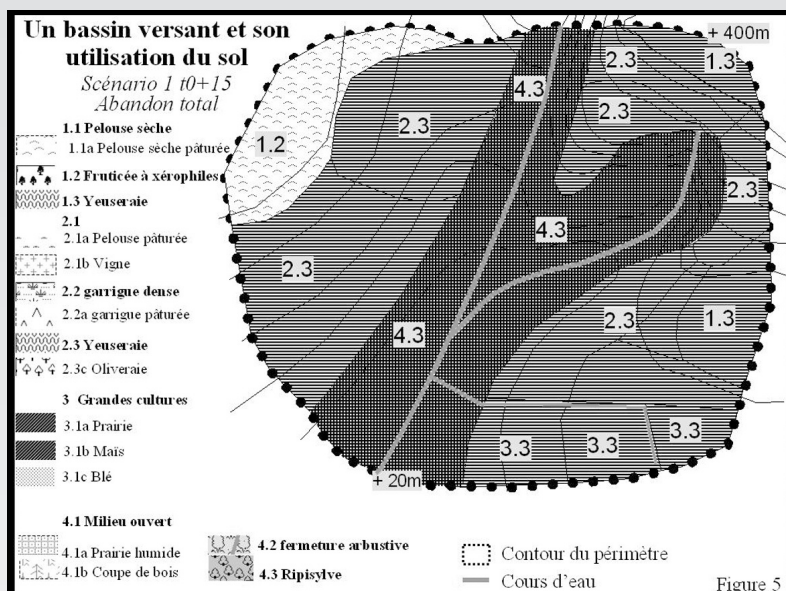 Un bassin versant et son
utilisation du sol
Scénario 1 t0+15
Abandon total
1.1 Pelouse sèche
1.1a Pelouse sèche pâturée
1.2 Fruticée à xérophiles
1.3 Yeuseraie
2.1
2.1a Pelouse pâturée
2.1b Vigne
2.2 garrigue dense
2.2a garrigue pâturée
2.3 Yeuseraie
2.3c Oliveraie
3 Grandes cultures
3.1a Prairie
3.1b Maïs
3.1c Blé
4.1 Milieu ouvert
4.1a Prairie humide
4.1b Coupe de bois
4.2 fermeture arbustive
4.3 Ripisylve
Contour du périmètre
Cours d'eau
Figure 5
+ 400m
2.3
1.3
4.3
2.3
2.3
1.2
2.3
4.3
2.3
4.3
2.3
1.3
3.3
3.3
3.3
+ 20m